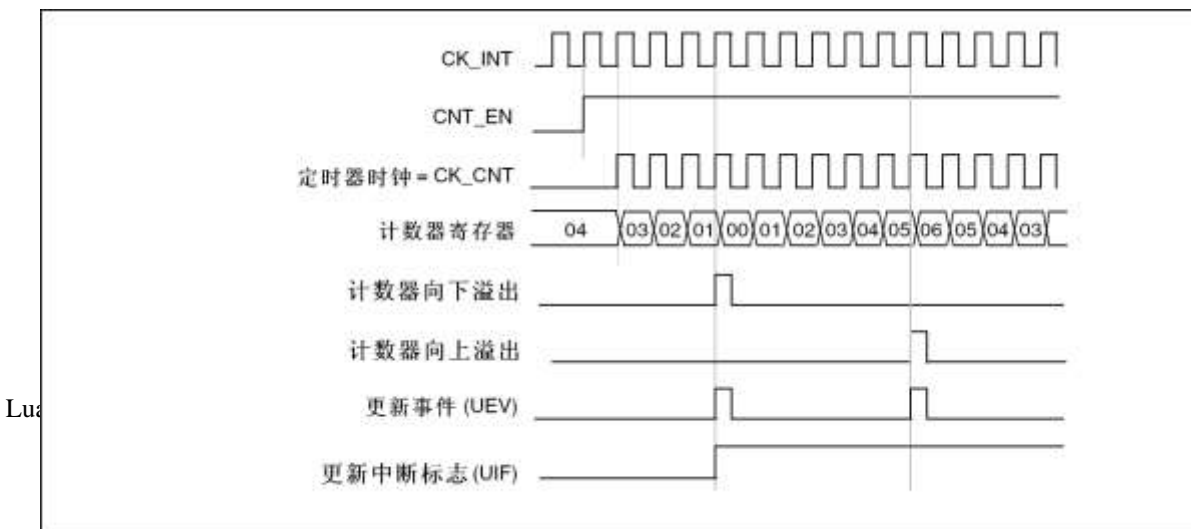 CK_INT
CNT_EN
定时器时钟 = CK_CNT
计数器寄存器 04 03 02 01 00 01 02 03 04 05 06 05 04 03
计数器向下溢出
计数器向上溢出
更新事件 (UEV)
更新中断标志 (UIF)